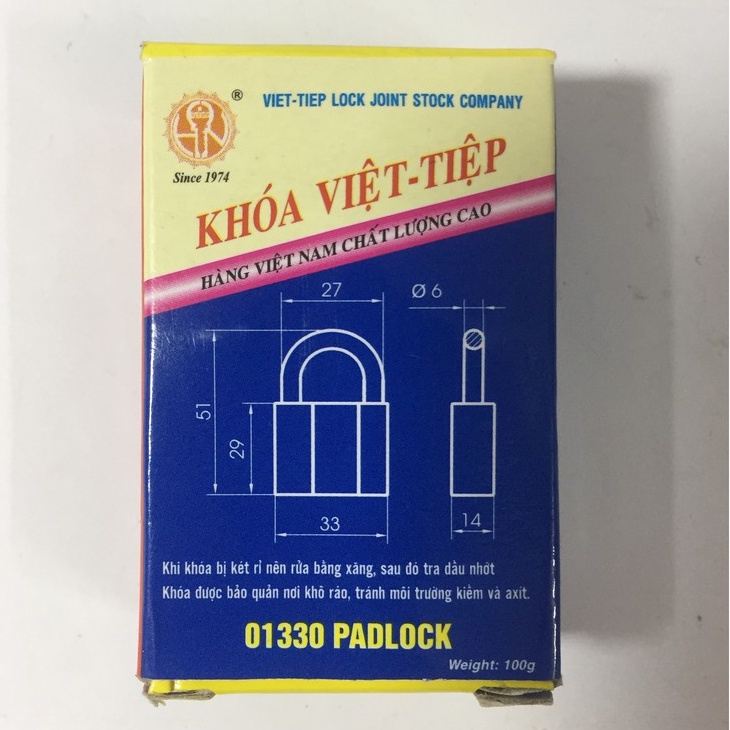 ®
VIET-TIEP LOCK JOINT STOCK COMPANY
Since 1974
KHÓA VIỆT-TIỆP
HÀNG VIỆT NAM CHẤT LƯỢNG CAO
27
Ø 6
51
29
33
14
Khi khóa bị két rỉ nên rửa bằng xăng, sau đó tra dầu nhớt
Khóa được bảo quản nơi khô ráo, tránh môi trường kiềm và axít.
01330 PADLOCK
Weight: 100g